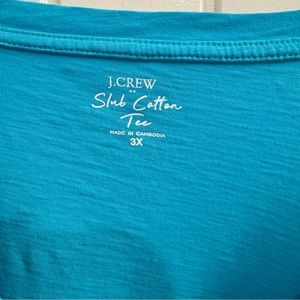 J.CREW
Slub Cotton
Tee
MADE IN CAMBODIA
3X